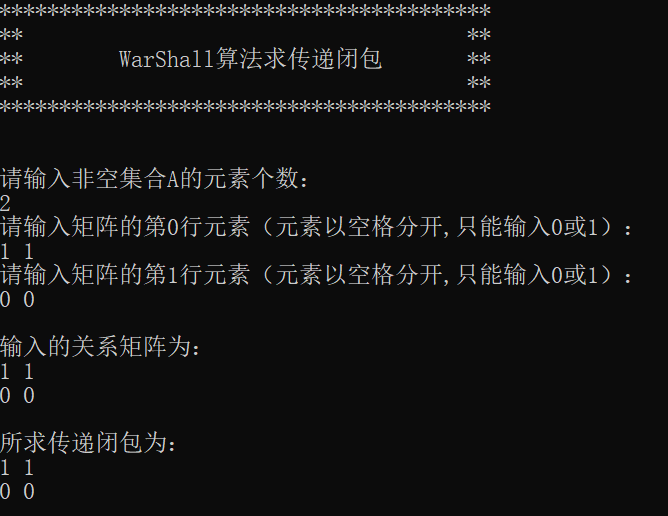 *****************************************
**                                     **
**        WarShall算法求传递闭包       **
**                                     **
*****************************************
请输入非空集合A的元素个数：
2
请输入矩阵的第0行元素（元素以空格分开,只能输入0或1）：
1 1
请输入矩阵的第1行元素（元素以空格分开,只能输入0或1）：
0 0
输入的关系矩阵为：
1 1
0 0
所求传递闭包为：
1 1
0 0